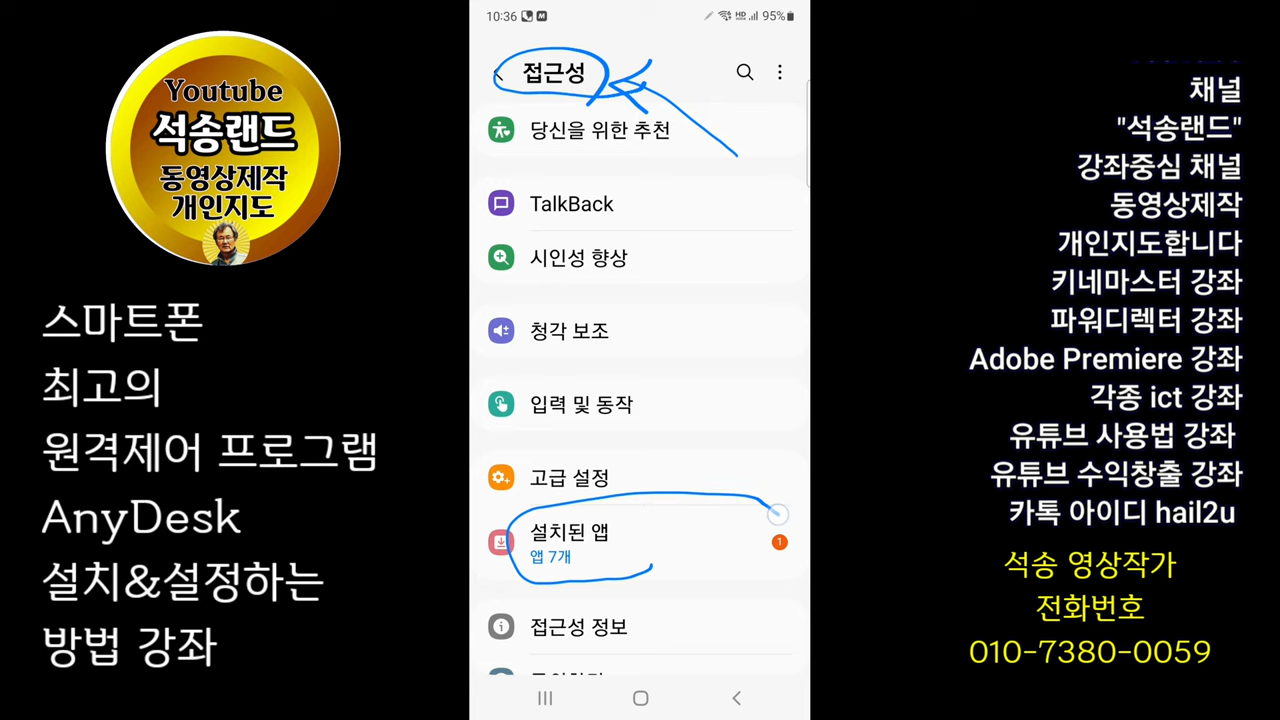 Youtube
석송랜드
동영상제작
개인지도
스마트폰
최고의
원격제어 프로그램
AnyDesk
설치&설정하는
방법 강좌
10:36
95%
접근성
당신을 위한 추천
TalkBack
시인성 향상
청각 보조
입력 및 동작
고급 설정
설치된 앱
앱 7개
1
접근성 정보
채널
"석송랜드"
강좌중심 채널
동영상제작
개인지도합니다
키네마스터 강좌
파워디렉터 강좌
Adobe Premiere 강좌
각종 ict 강좌
유튜브 사용법 강좌
유튜브 수익창출 강좌
카톡 아이디 hail2u
석송 영상작가
전화번호
010-7380-0059